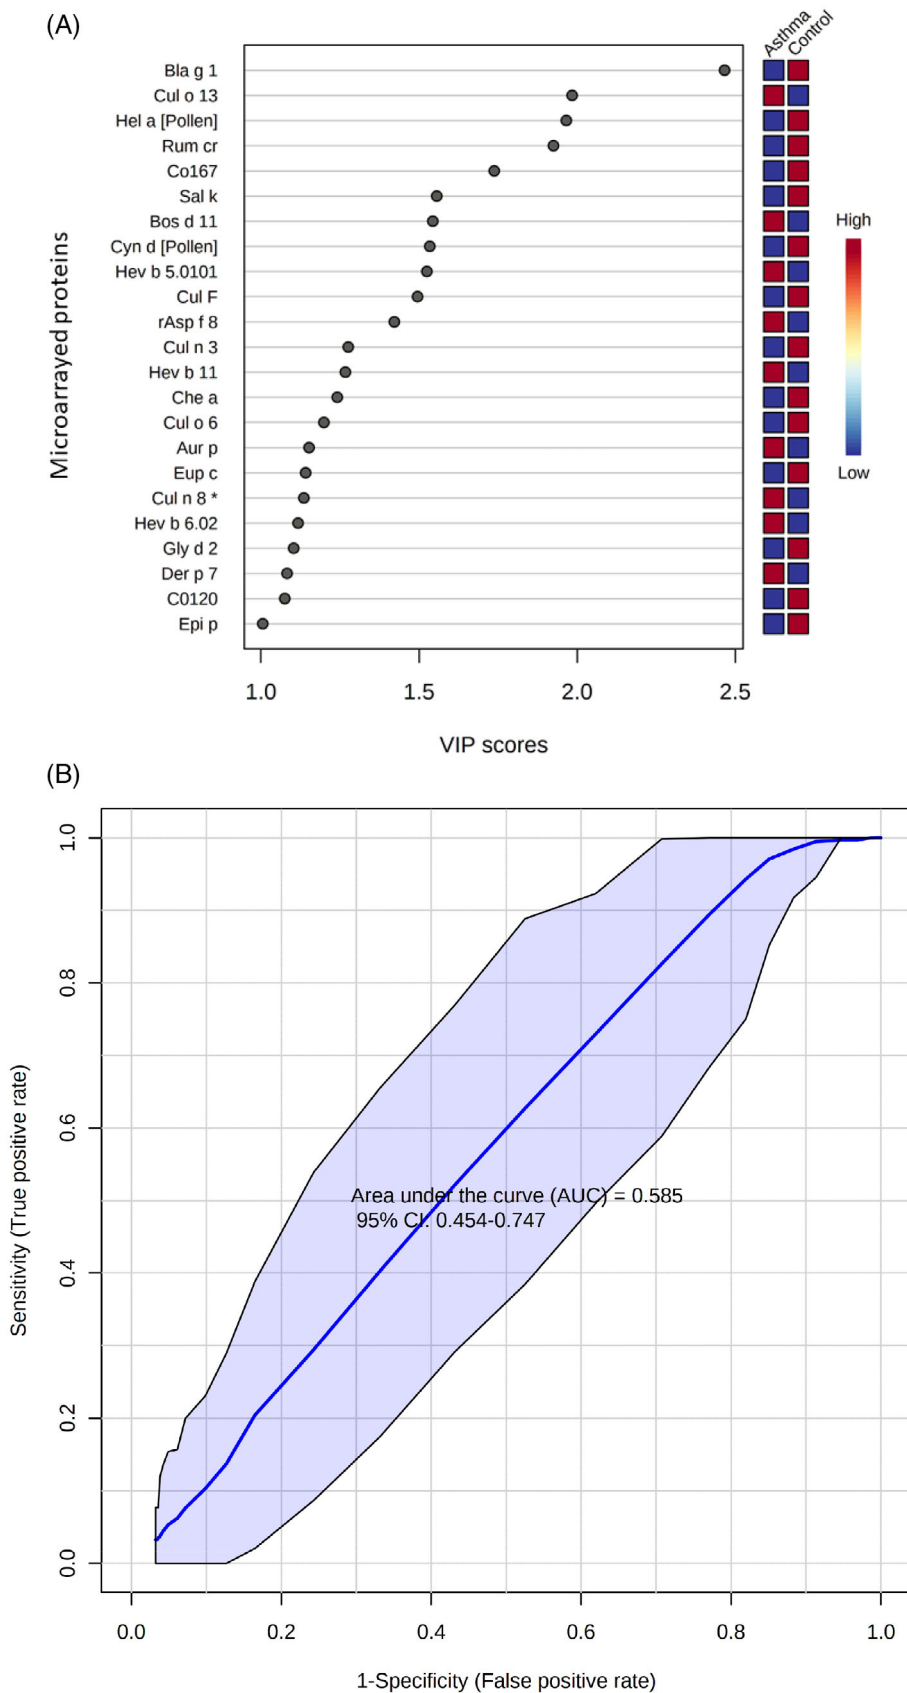 (A)
Asthma
Control
Bla g 1
Cul o 13
Hel a [Pollen]
Rum cr
Co167
Sal k
Bos d 11
Cyn d [Pollen]
Hev b 5.0101
Cul F
rAsp f 8
Cul n 3
Hev b 11
Che a
Cul o 6
Aur p
Eup c
Cul n 8 *
Hev b 6.02
Gly d 2
Der p 7
C0120
Epi p
Microarrayed proteins
High
Low
1.0 1.5 2.0 2.5
VIP scores
(B)
1.0
0.8
0.6
0.4
0.2
0.0
Sensitivity (True positive rate)
Area under the curve (AUC) = 0.585
95% CI: 0.454-0.747
0.0 0.2 0.4 0.6 0.8 1.0
1-Specificity (False positive rate)